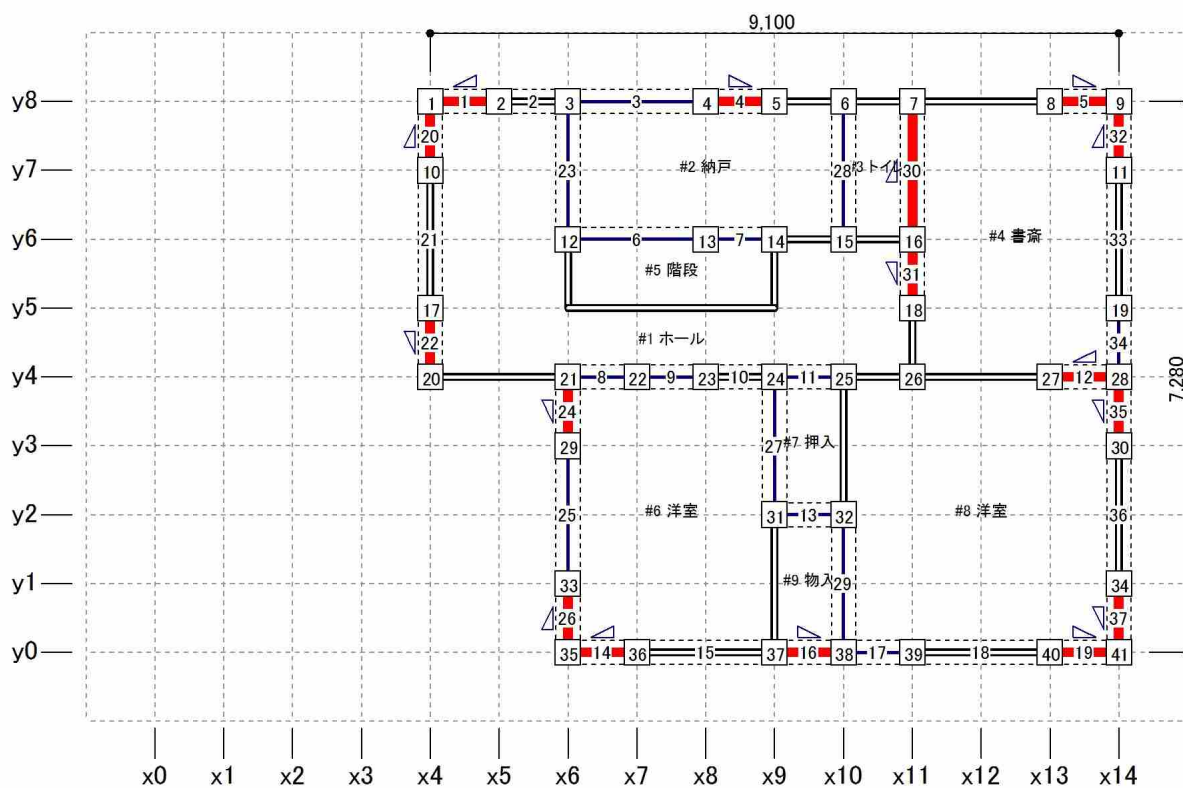 9,100
y8 1 1 2 2 3 3 4 4 5 6 7 8 5 9
20 32
y7 10 23 #2 納戸 28 #3 トイレ 30 11
y6 21 12 6 13 7 14 15 16 #4 書斎 33
#5 階段 31
y5 17 18 19
22 #1 ホール 34
y4 20 21 8 22 9 23 10 24 11 25 26 27 12 28
7,280
24 35
y3 29 27 #7 押入 30
y2 25 #6 洋室 31 13 32 #8 洋室 36
y1 33 #9 物入 29 34
26 37
y0 35 14 36 15 37 16 38 17 39 18 40 19 41
x0 x1 x2 x3 x4 x5 x6 x7 x8 x9 x10 x11 x12 x13 x14